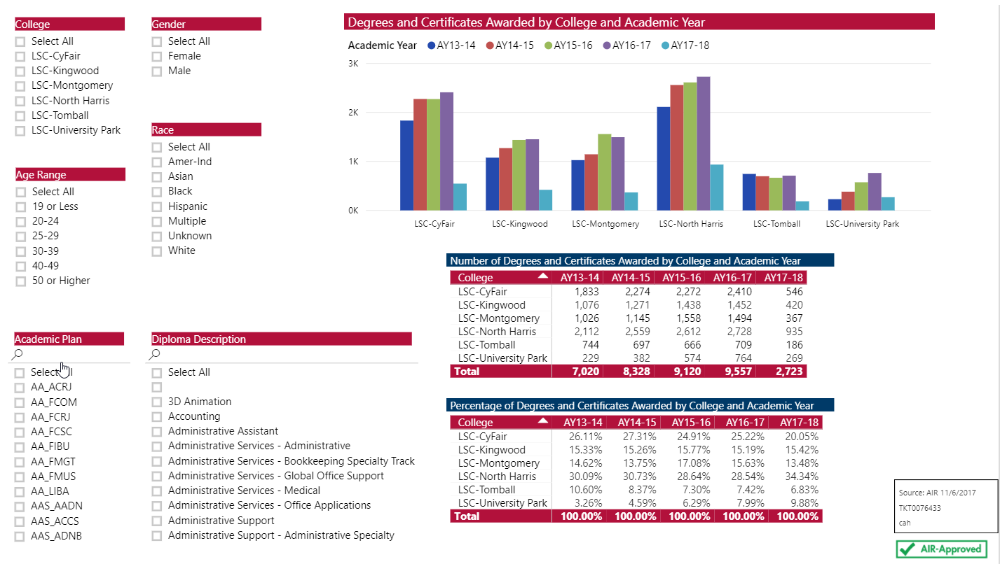 College
Select All
LSC-CyFair
LSC-Kingwood
LSC-Montgomery
LSC-North Harris
LSC-Tomball
LSC-University Park
Gender
Select All
Female
Male
Race
Select All
Amer-Ind
Asian
Black
Hispanic
Multiple
Unknown
White
Age Range
Select All
19 or Less
20-24
25-29
30-39
40-49
50 or Higher
Academic Plan
Select All
AA_ACRJ
AA_FCOM
AA_FCRJ
AA_FCSC
AA_FIBU
AA_FMGT
AA_FMUS
AA_LIBA
AAS_AADN
AAS_ACCS
AAS_ADNB
Diploma Description
Select All
3D Animation
Accounting
Administrative Assistant
Administrative Services - Administrative
Administrative Services - Bookkeeping Specialty Track
Administrative Services - Global Office Support
Administrative Services - Medical
Administrative Services - Office Applications
Administrative Support
Administrative Support - Administrative Specialty
Degrees and Certificates Awarded by College and Academic Year
Academic Year AY13-14 AY14-15 AY15-16 AY16-17 AY17-18
3K
2K
1K
0K
LSC-CyFair LSC-Kingwood LSC-Montgomery LSC-North Harris LSC-Tomball LSC-University Park
Number of Degrees and Certificates Awarded by College and Academic Year
College AY13-14 AY14-15 AY15-16 AY16-17 AY17-18
LSC-CyFair 1,833 2,274 2,272 2,410 546
LSC-Kingwood 1,076 1,271 1,438 1,452 420
LSC-Montgomery 1,026 1,145 1,558 1,494 367
LSC-North Harris 2,112 2,559 2,612 2,728 935
LSC-Tomball 744 697 666 709 186
LSC-University Park 229 382 574 764 269
Total 7,020 8,328 9,120 9,557 2,723
Percentage of Degrees and Certificates Awarded by College and Academic Year
College AY13-14 AY14-15 AY15-16 AY16-17 AY17-18
LSC-CyFair 26.11% 27.31% 24.91% 25.22% 20.05%
LSC-Kingwood 15.33% 15.26% 15.77% 15.19% 15.42%
LSC-Montgomery 14.62% 13.75% 17.08% 15.63% 13.48%
LSC-North Harris 30.09% 30.73% 28.64% 28.54% 34.34%
LSC-Tomball 10.60% 8.37% 7.30% 7.42% 6.83%
LSC-University Park 3.26% 4.59% 6.29% 7.99% 9.88%
Total 100.00% 100.00% 100.00% 100.00% 100.00%
Source: AIR 11/6/2017
TKT0076433
cah
AIR-Approved